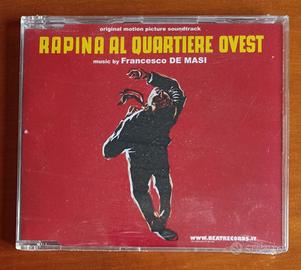 original motion picture soundtrack
RAPINA AL QUARTIERE OVEST
music by Francesco DE MASI
WWW.BEATRECORDS.IT